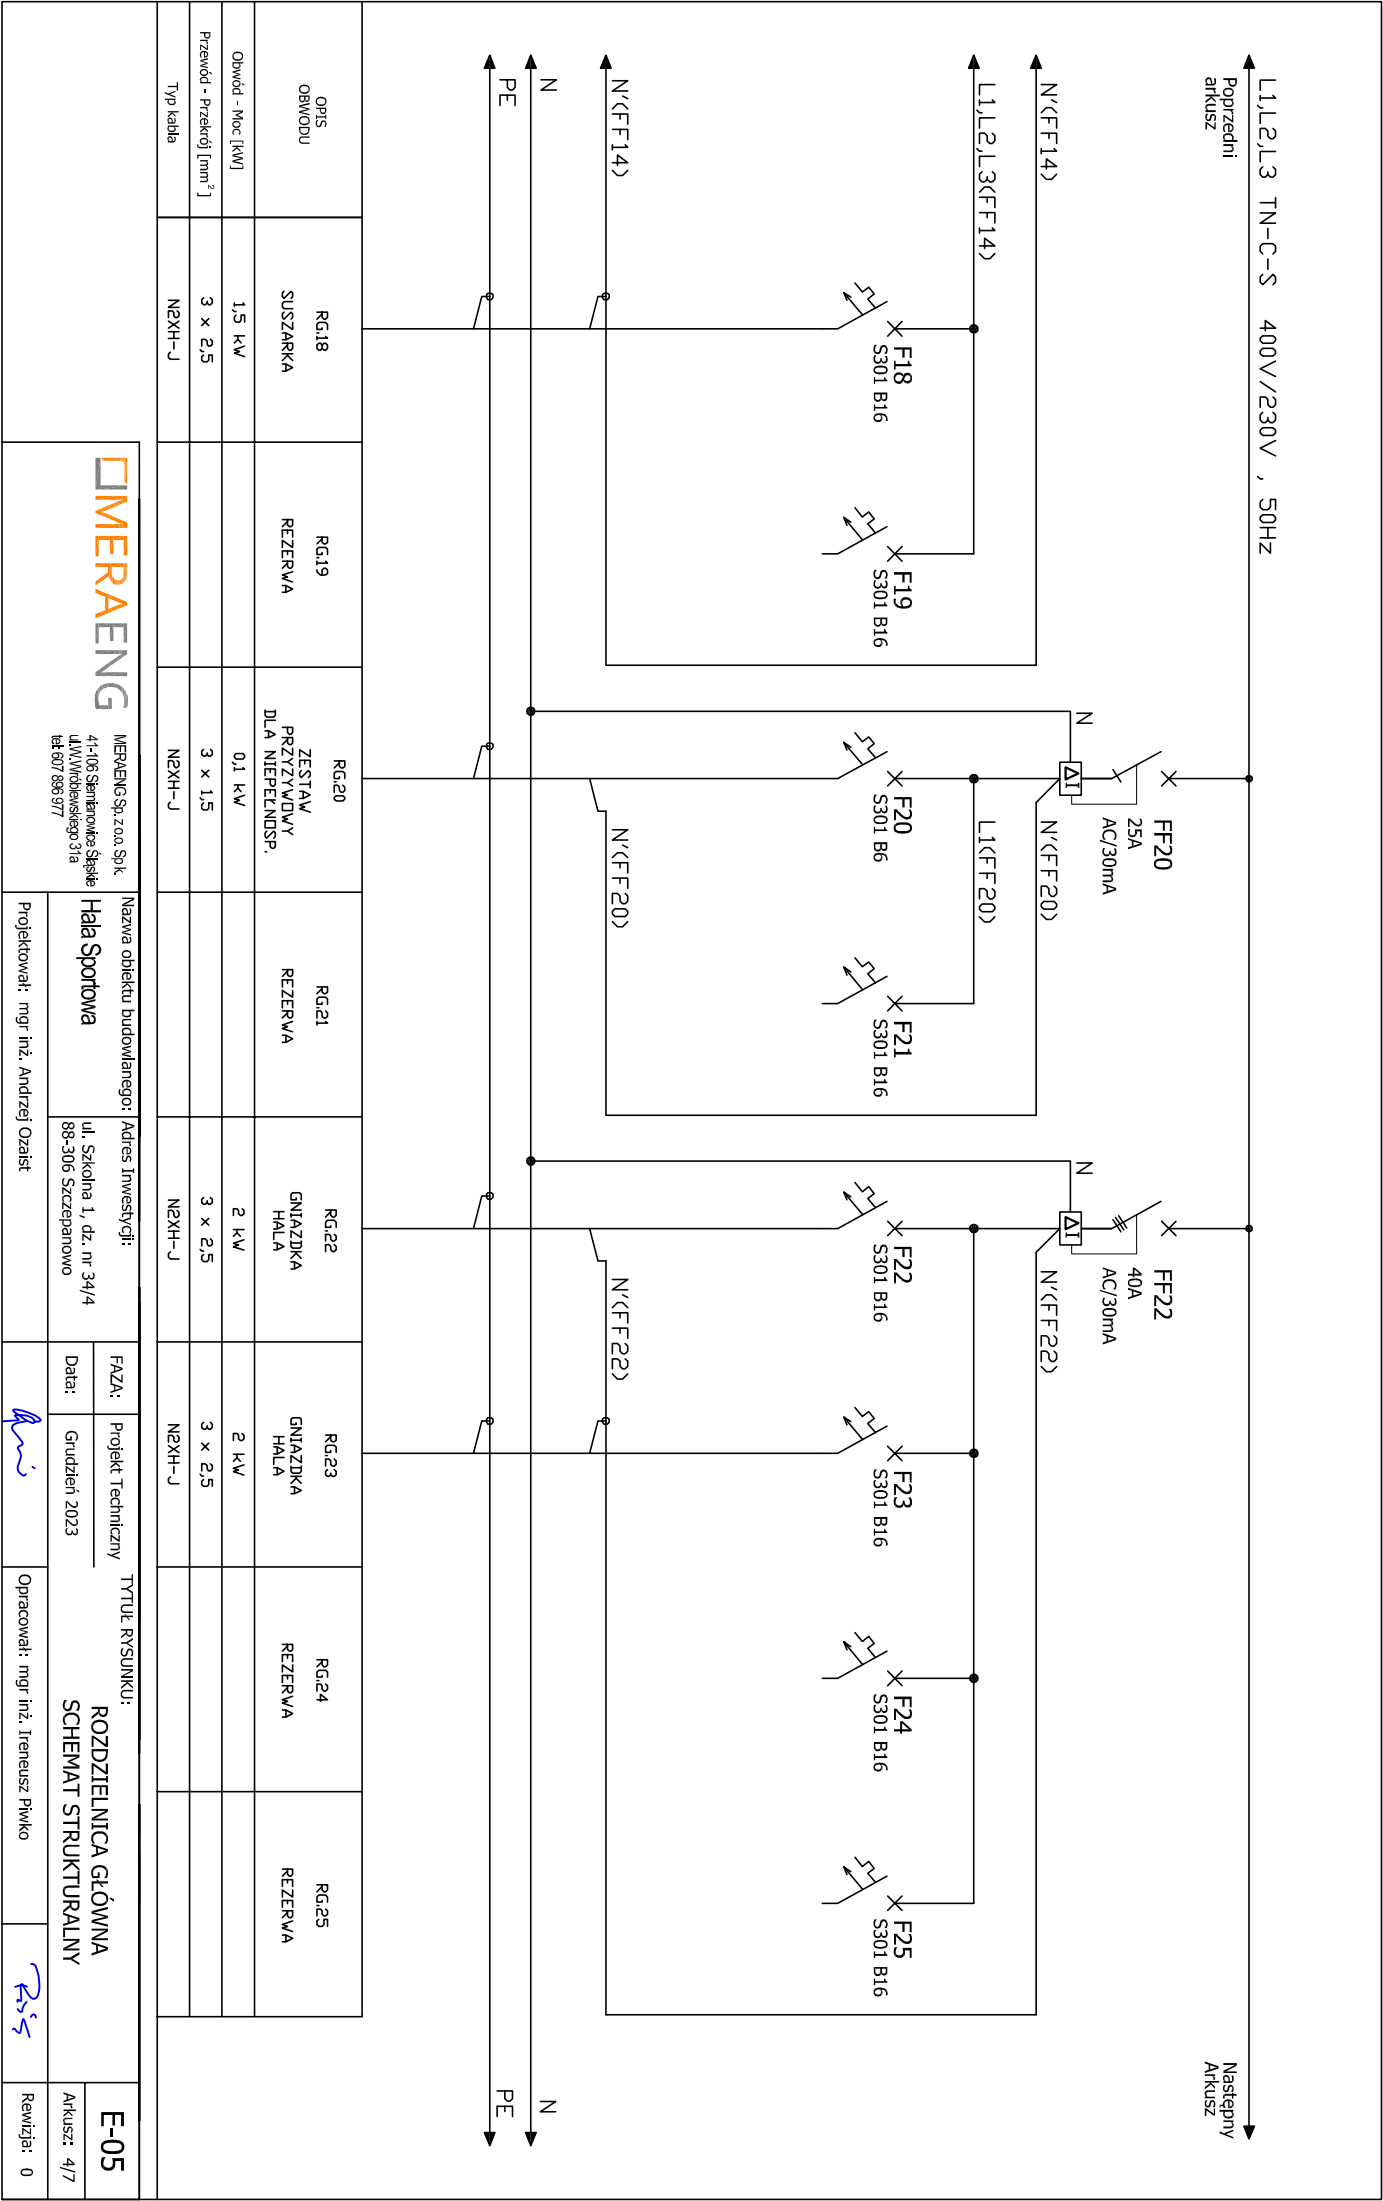 L1,L2,L3 TN-C-S 400V/230V , 50Hz
Poprzedni
arkusz
Następny
Arkusz
FF20
25A
AC/30mA
FF22
40A
AC/30mA
N
N
N'(FF14)
N'(FF20)
N'(FF22)
L1,L2,L3(FF14)
L1(FF20)
F18
S301 B16
F19
S301 B16
F20
S301 B6
F21
S301 B16
F22
S301 B16
F23
S301 B16
F24
S301 B16
F25
S301 B16
N'(FF14)
N'(FF20)
N'(FF22)
N
N
PE
PE
OPIS
OBWODU
RG.18
SUSZARKA
RG.19
REZERWA
RG.20
ZESTAW
PRZYZYWOWY
DLA NIEPEŁNOSP.
RG.21
REZERWA
RG.22
GNIAZDKA
HALA
RG.23
GNIAZDKA
HALA
RG.24
REZERWA
RG.25
REZERWA
Obwód - Moc [kW]
1,5 kW
0,1 kW
2 kW
2 kW
Przewód - Przekrój [mm²]
3 x 2,5
3 x 1,5
3 x 2,5
3 x 2,5
Typ kabla
N2XH-J
N2XH-J
N2XH-J
N2XH-J
MERAENG
MERAENG Sp. z o.o. Sp k.
41-106 Siemianowice Śląskie
ul.W.Wróblewskiego 31a
tel: 607 896 977
Nazwa obiektu budowlanego:
Hala Sportowa
Adres Inwestycji:
ul. Szkolna 1, dz. nr 34/4
88-306 Szczepanowo
FAZA:
Projekt Techniczny
Data:
Grudzień 2023
TYTUŁ RYSUNKU:
ROZDZIELNICA GŁÓWNA
SCHEMAT STRUKTURALNY
E-05
Arkusz: 4/7
Projektował: mgr inż. Andrzej Ozaist
Opracował: mgr inż. Ireneusz Piwko
Rewizja: 0